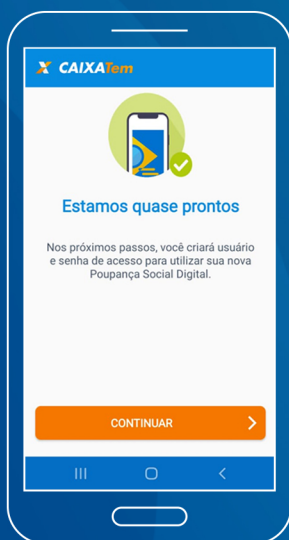 X CAIXATem
Estamos quase prontos
Nos próximos passos, você criará usuário
e senha de acesso para utilizar sua nova
Poupança Social Digital.
CONTINUAR